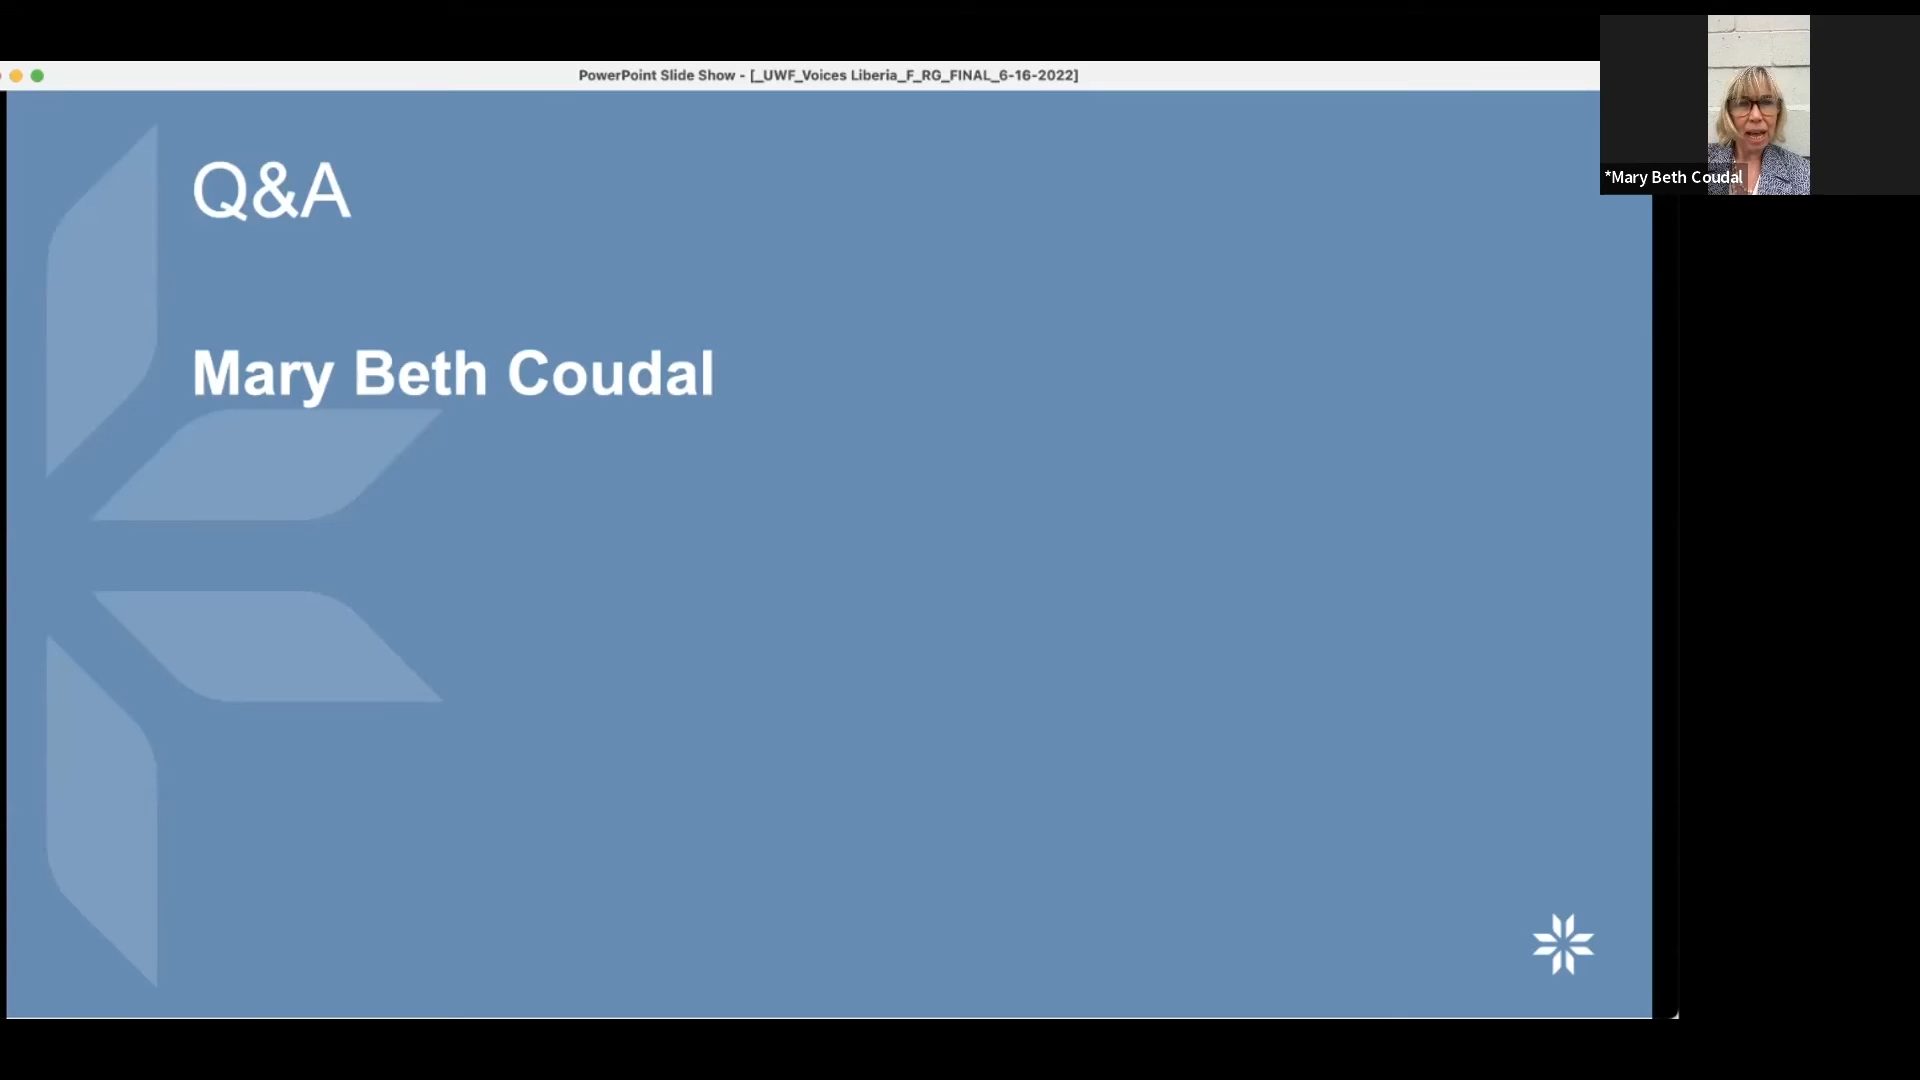 PowerPoint Slide Show - [_UWF_Voices Liberia_F_RG_FINAL_6-16-2022]
*Mary Beth Coudal
Q&A
Mary Beth Coudal